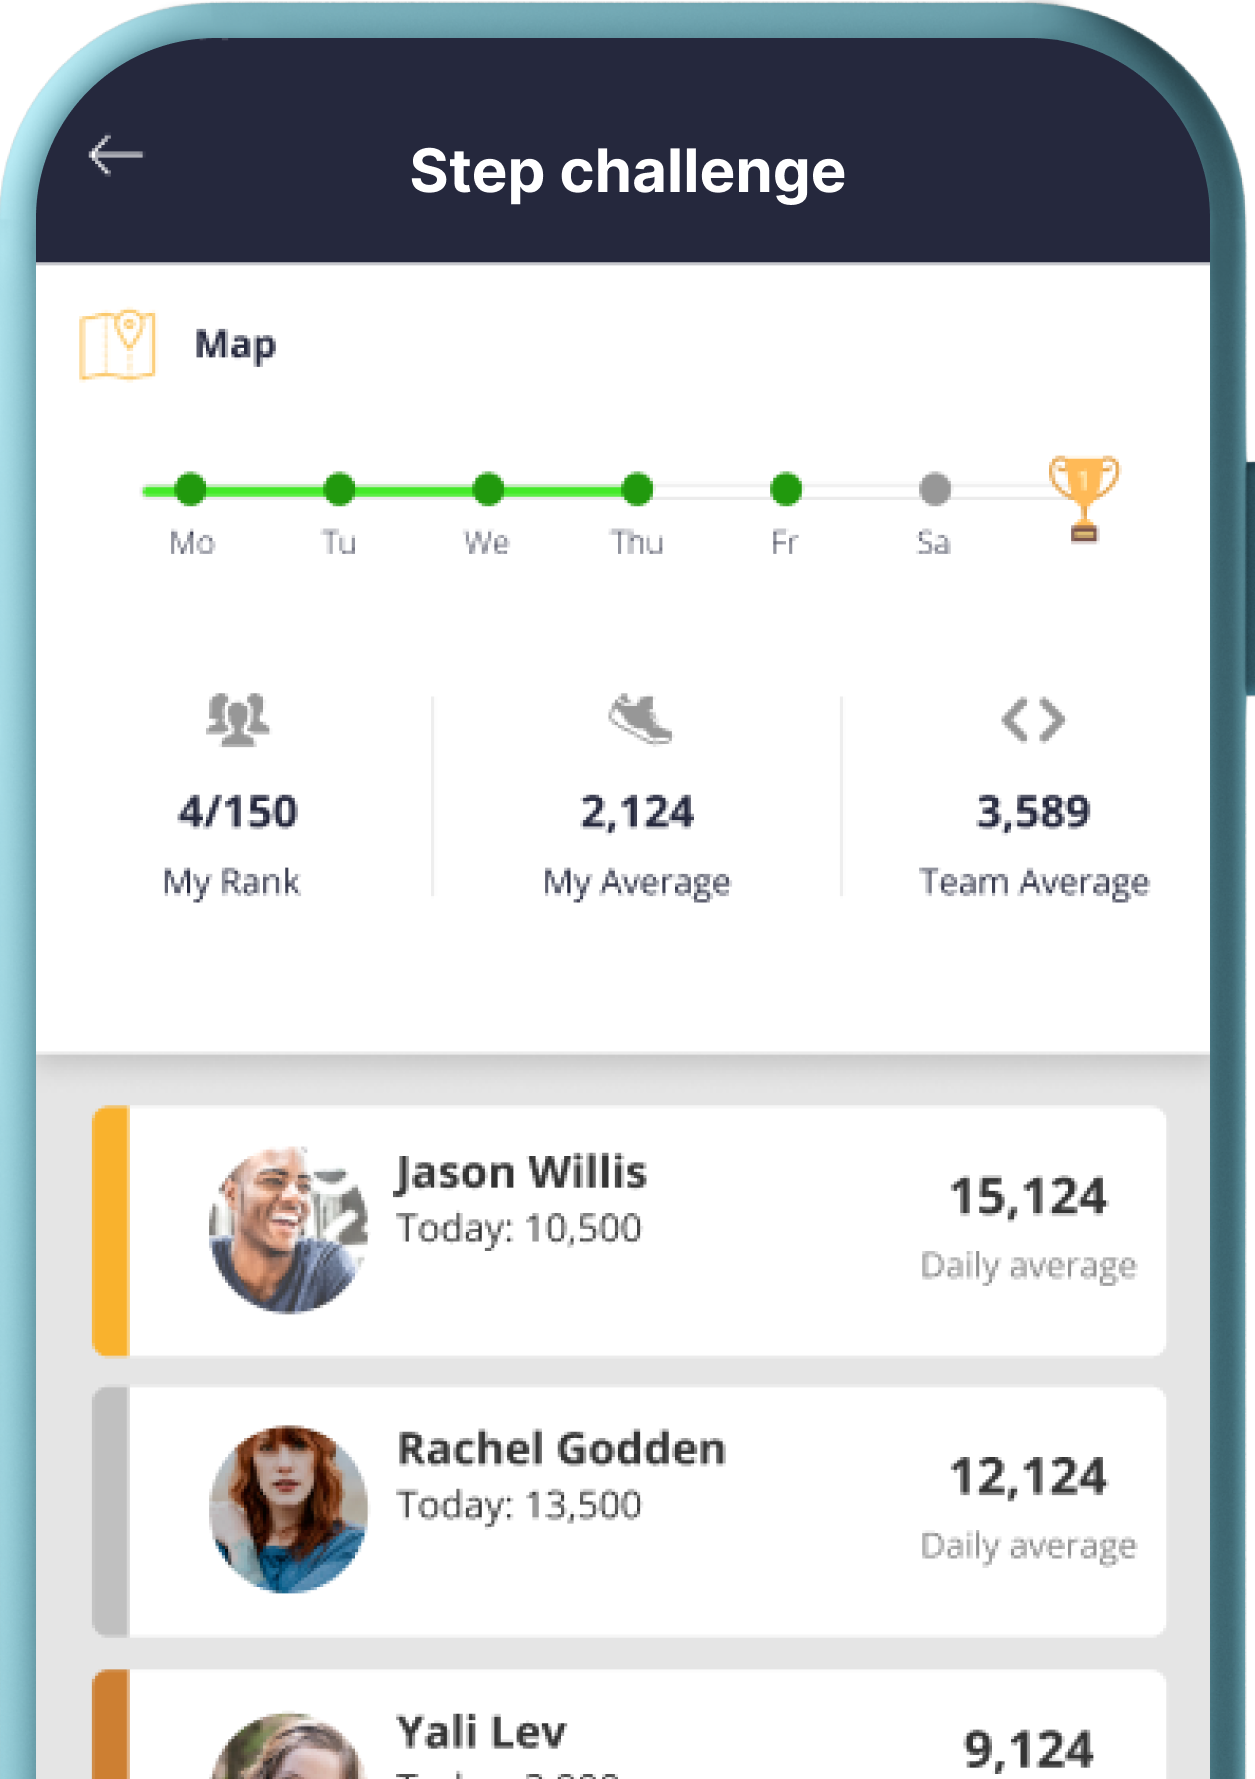 Step challenge
Map
1
Mo Tu We Thu Fr Sa
4/150 2,124 3,589
My Rank My Average Team Average
Jason Willis
Today: 10,500
15,124
Daily average
Rachel Godden
Today: 13,500
12,124
Daily average
Yali Lev
9,124